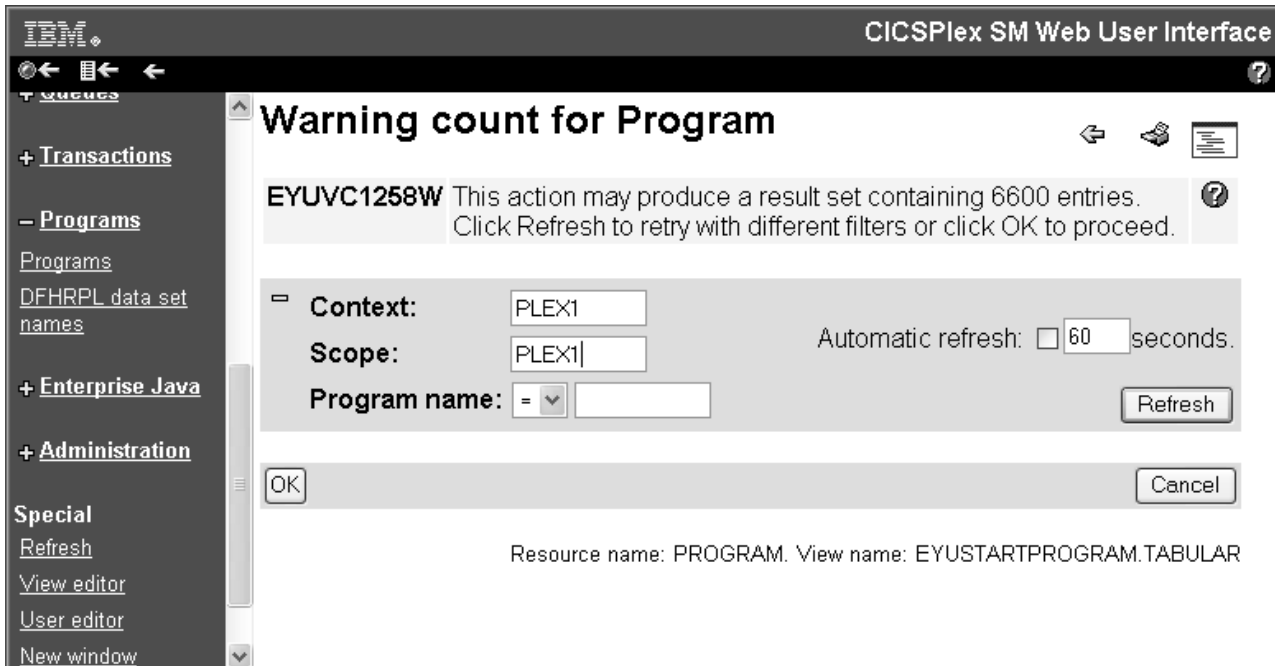 IBM.
CICSPlex SM Web User Interface
+ Queues
+ Transactions
– Programs
Programs
DFHRPL data set
names
+ Enterprise Java
+ Administration
Special
Refresh
View editor
User editor
New window
Warning count for Program
EYUVC1258W This action may produce a result set containing 6600 entries.
Click Refresh to retry with different filters or click OK to proceed.
Context: PLEX1
Scope: PLEX1
Automatic refresh: 60 seconds.
Program name: =
Refresh
OK
Cancel
Resource name: PROGRAM. View name: EYUSTARTPROGRAM.TABULAR